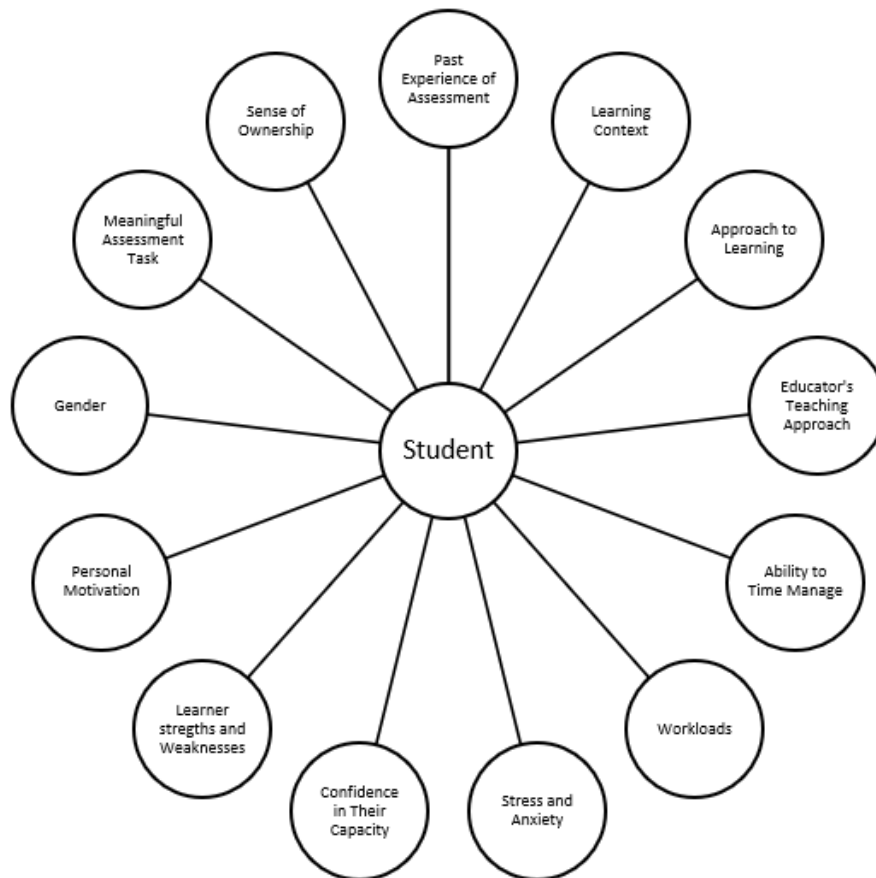 Past
Experience of
Assessment
Learning
Context
Approach to
Learning
Educator's
Teaching
Approach
Ability to
Time Manage
Workloads
Stress and
Anxiety
Confidence
in Their
Capacity
Learner
stregths and
Weaknesses
Personal
Motivation
Gender
Meaningful
Assessment
Task
Sense of
Ownership
Student